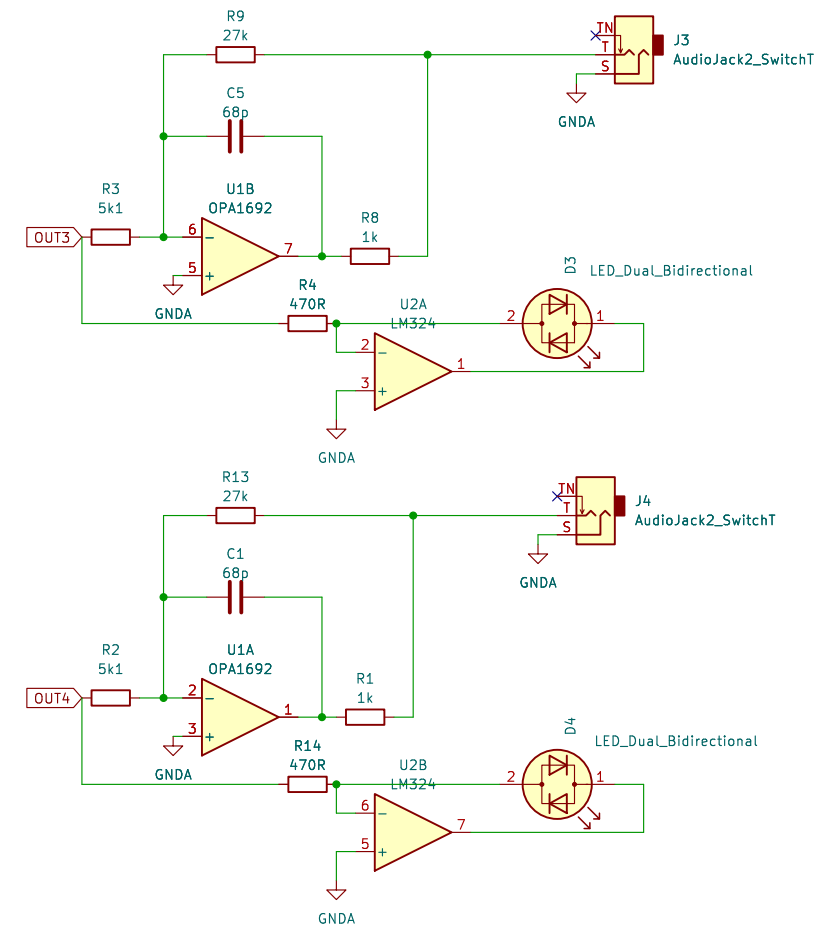 R9
27k
TN
T
S
J3
AudioJack2_SwitchT
GNDA
C5
68p
R3
5k1
U1B
OPA1692
OUT3
6
−
5
+
7
R8
1k
GNDA
R4
470R
U2A
LM324
D3
LED_Dual_Bidirectional
2
1
2
−
3
+
1
GNDA
R13
27k
TN
T
S
J4
AudioJack2_SwitchT
GNDA
C1
68p
R2
5k1
U1A
OPA1692
OUT4
2
−
3
+
1
R1
1k
GNDA
R14
470R
U2B
LM324
D4
LED_Dual_Bidirectional
2
1
6
−
5
+
7
GNDA